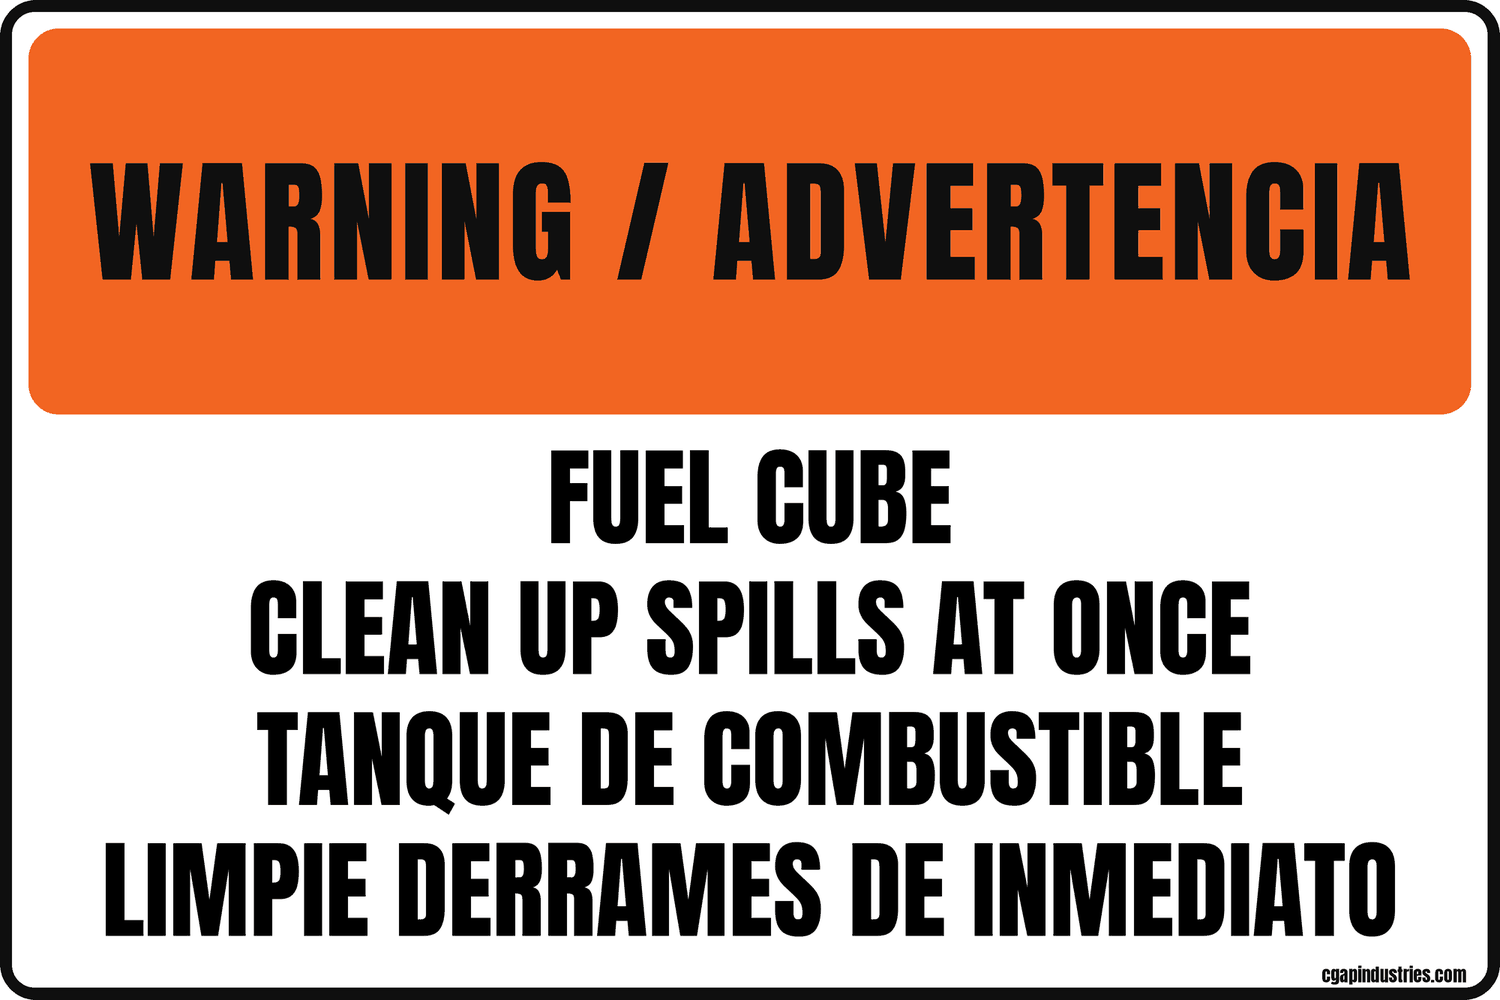 WARNING / ADVERTENCIA
FUEL CUBE
CLEAN UP SPILLS AT ONCE
TANQUE DE COMBUSTIBLE
LIMPIE DERRAMES DE INMEDIATO
cgapindustries.com